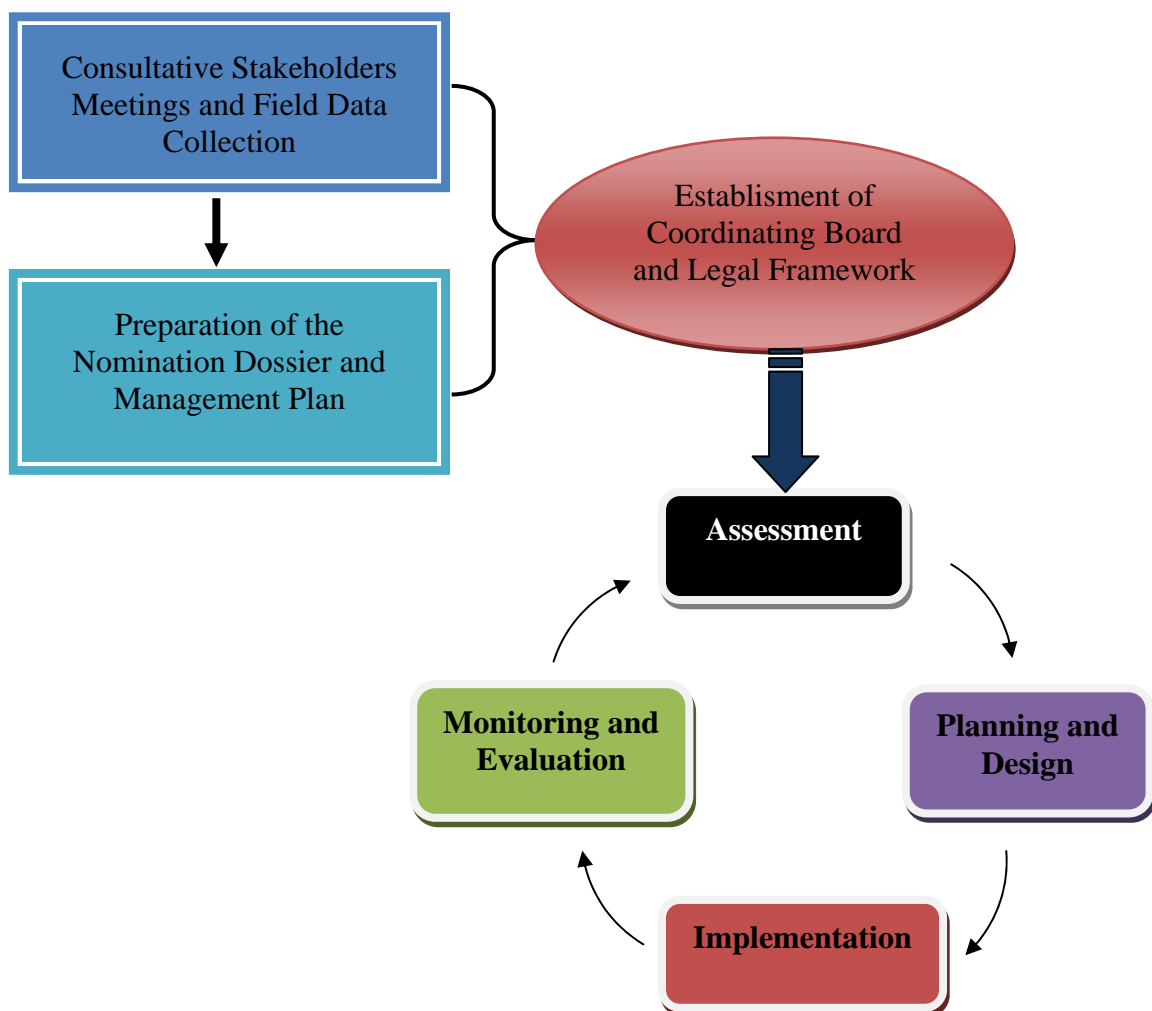 Consultative Stakeholders
Meetings and Field Data
Collection
Preparation of the
Nomination Dossier and
Management Plan
Establisment of
Coordinating Board
and Legal Framework
Assessment
Planning and
Design
Implementation
Monitoring and
Evaluation